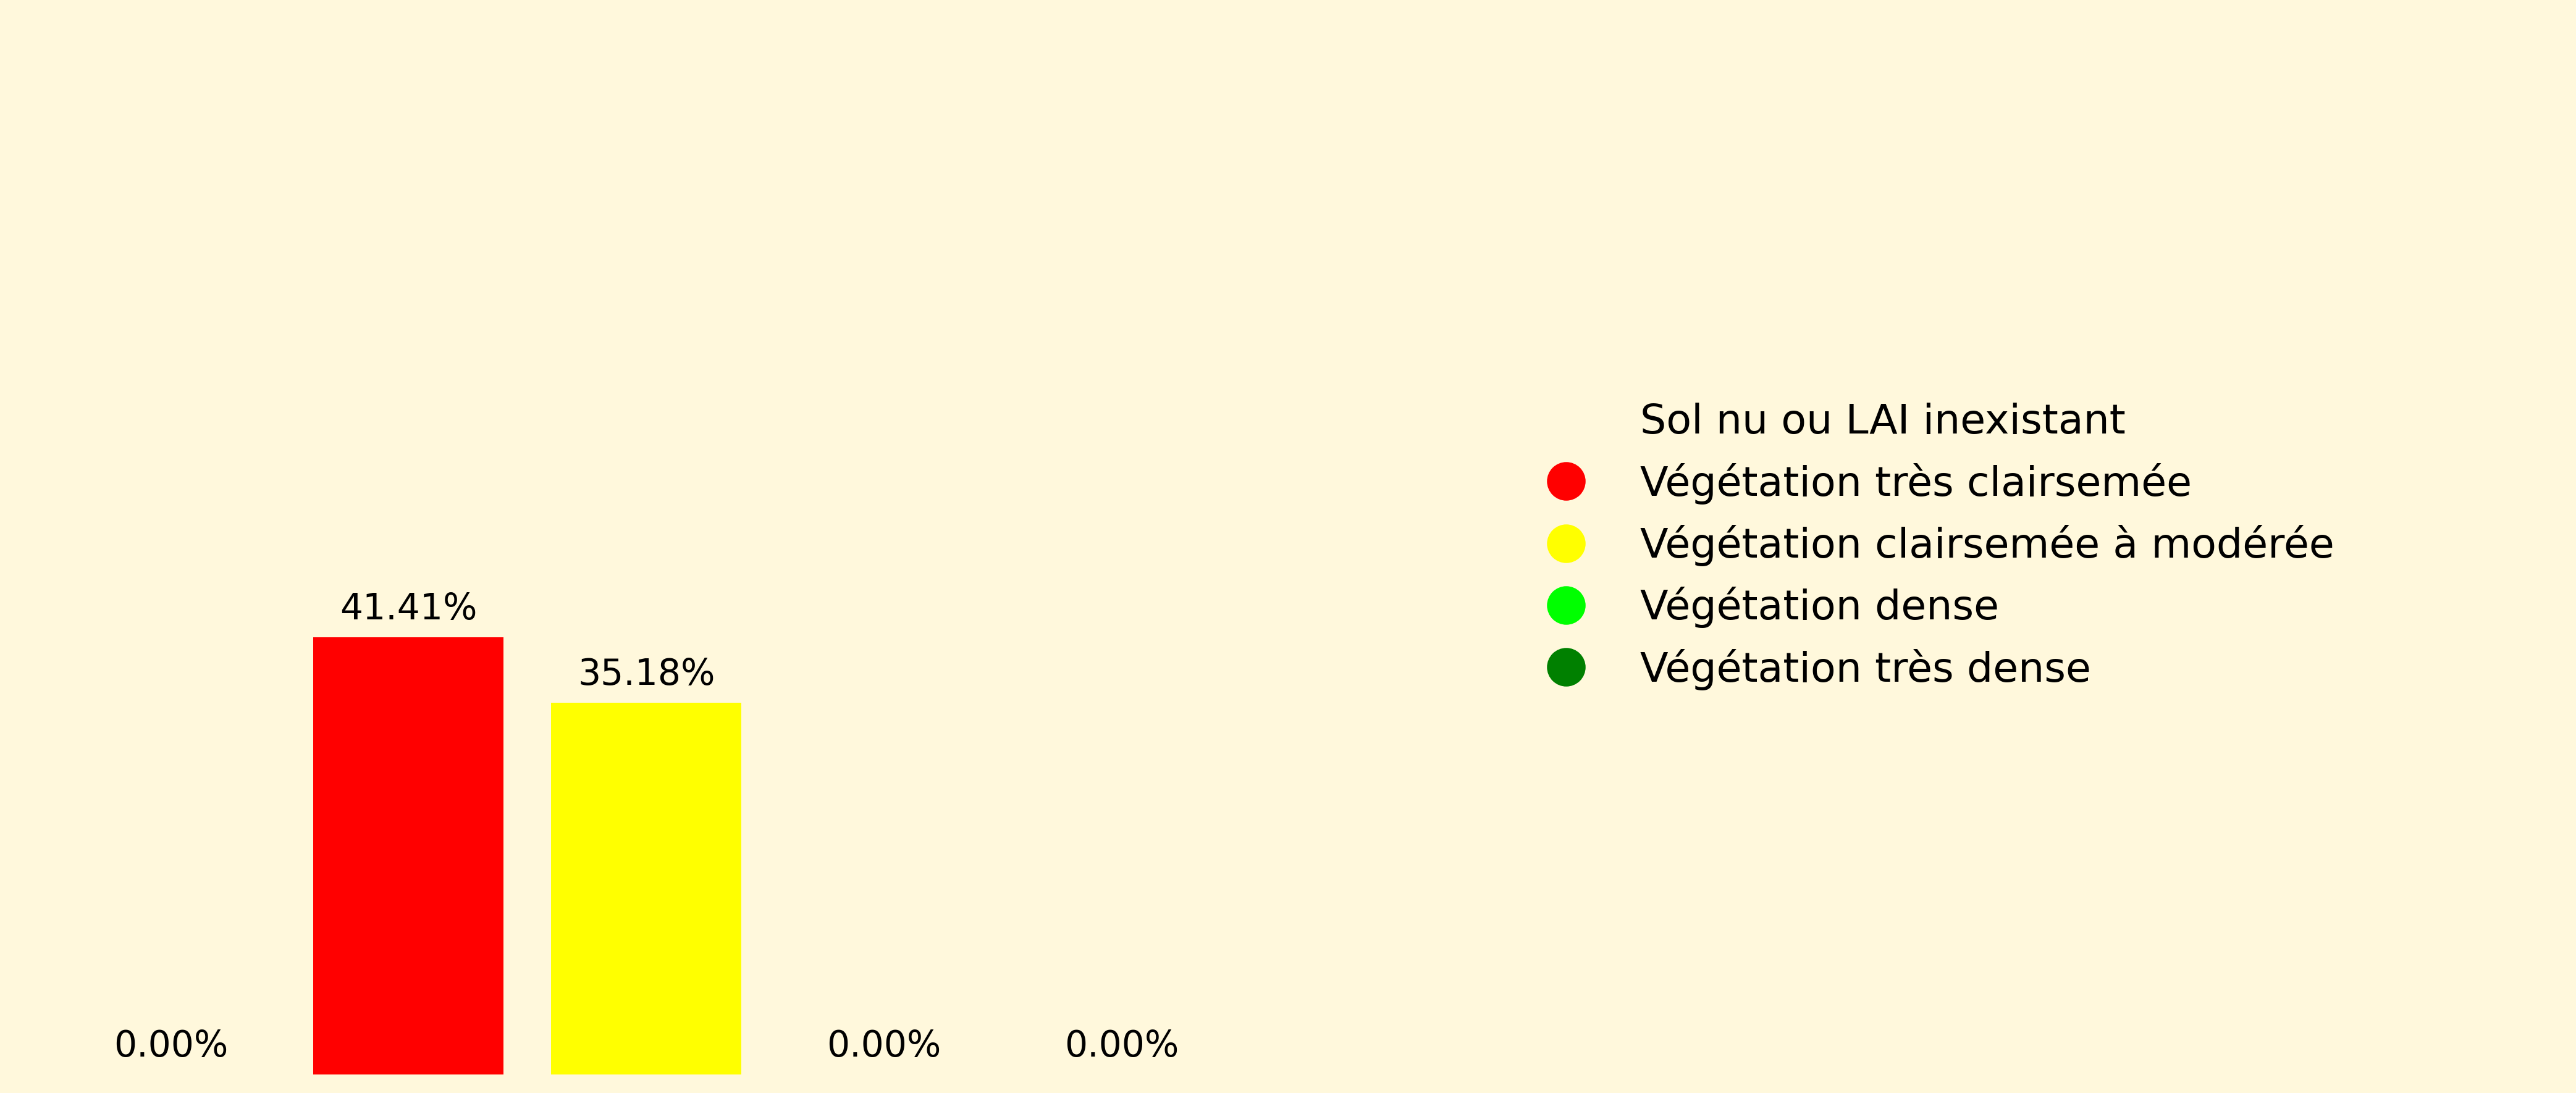 Sol nu ou LAI inexistant
Végétation très clairsemée
Végétation clairsemée à modérée
Végétation dense
Végétation très dense
41.41%
35.18%
0.00%
0.00%
0.00%